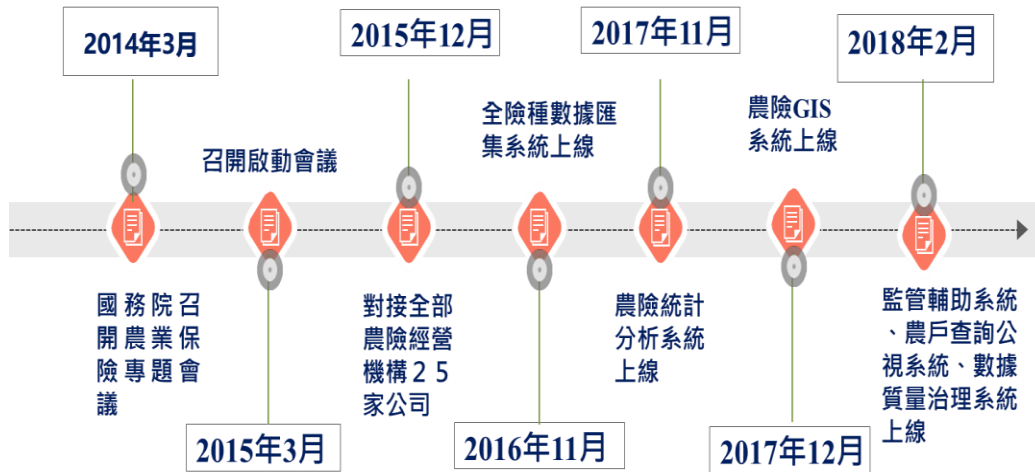 2014年3月
2015年12月
2017年11月
2018年2月
召開啟動會議
全險種數據匯
集系統上線
農險GIS
系統上線
國務院召
開農業保
險專題會
議
對接全部
農險經營
機構25
家公司
農險統計
分析系統
上線
監管輔助系統
、農戶查詢公
視系統、數據
質量治理系統
上線
2015年3月
2016年11月
2017年12月